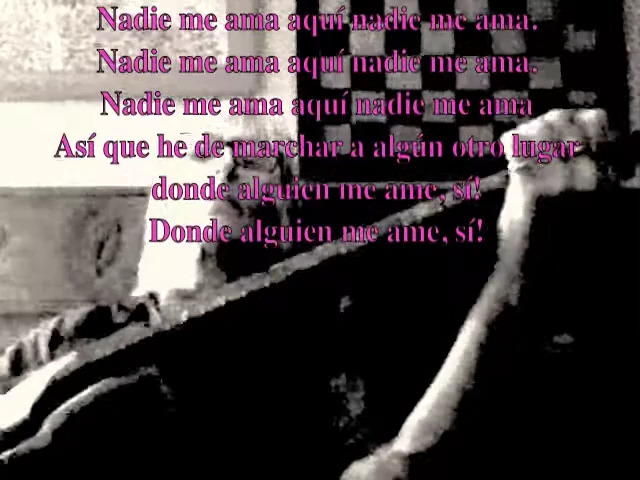 Nadie me ama aquí nadie me ama.
Nadie me ama aquí nadie me ama.
Nadie me ama aquí nadie me ama
Así que he de marchar a algún otro lugar
donde alguien me ame, sí!
Donde alguien me ame, sí!